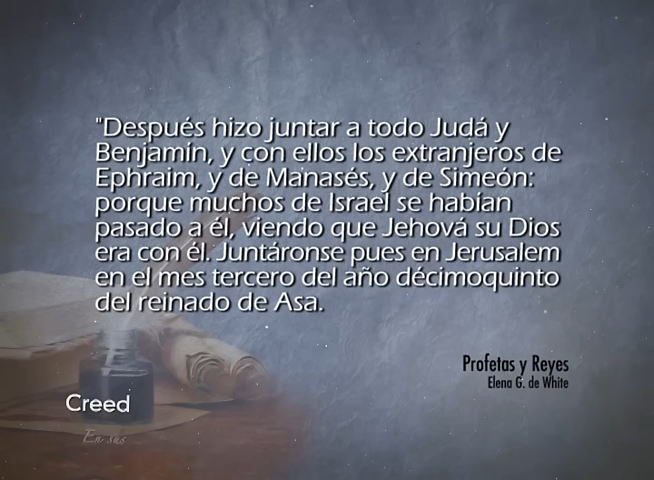 "Después hizo juntar a todo Judá y
Benjamín, y con ellos los extranjeros de
Ephraim, y de Manasés, y de Simeón:
porque muchos de Israel se habían
pasado a él, viendo que Jehová su Dios
era con él. Juntáronse pues en Jerusalem
en el mes tercero del año décimoquinto
del reinado de Asa.
Profetas y Reyes
Elena G. de White
Creed
En sus